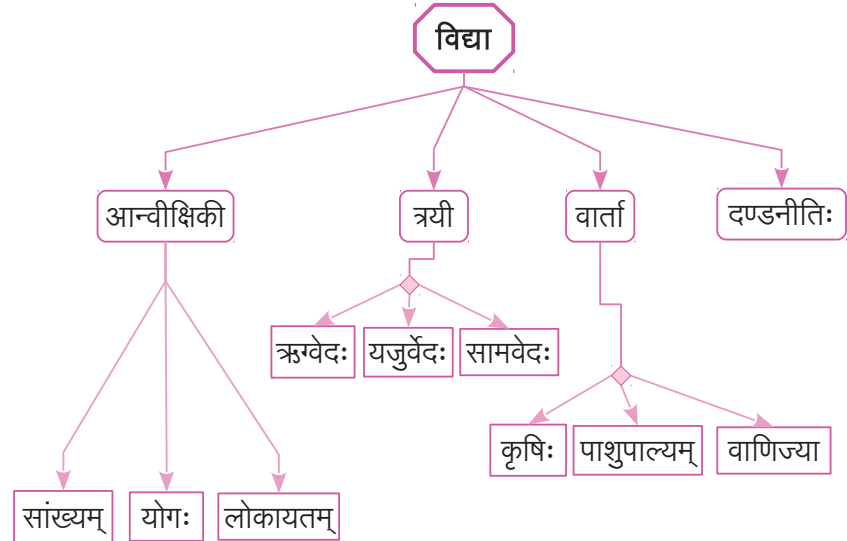 विद्या
आन्वीक्षिकी
त्रयी
वार्ता
दण्डनीतिः
ऋग्वेदः
यजुर्वेदः
सामवेदः
कृषिः
पाशुपाल्यम्
वाणिज्या
सांख्यम्
योगः
लोकायतम्